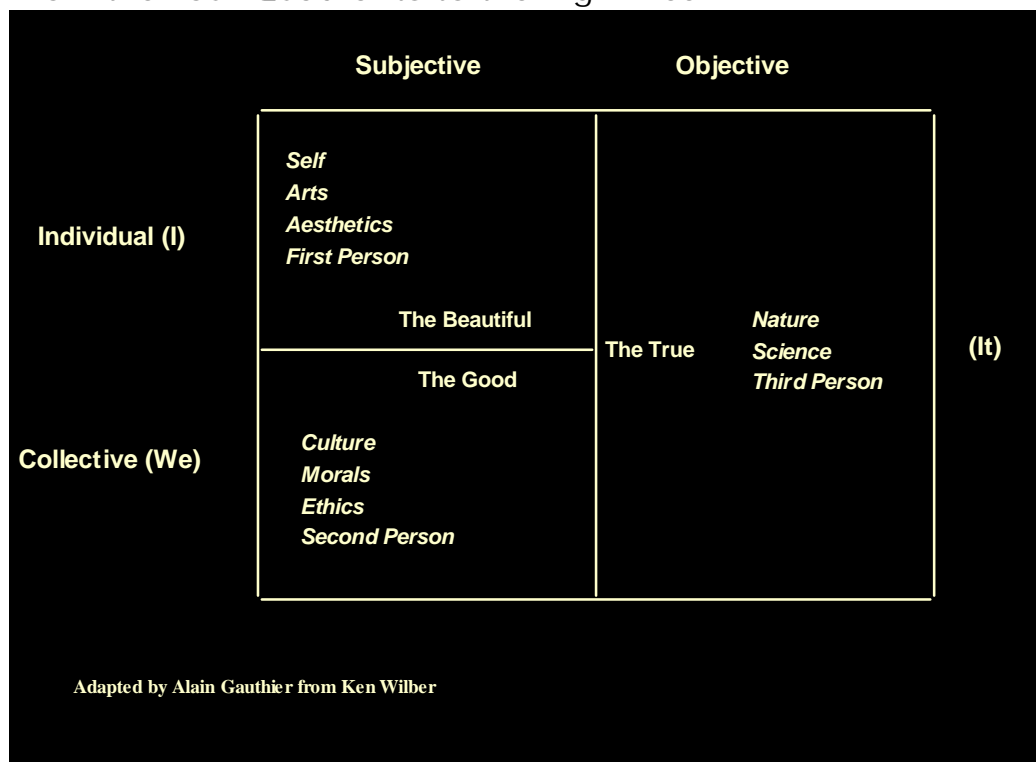 Subjective
Objective
Self
Arts
Aesthetics
First Person
Individual (I)
The Beautiful
The Good
The True
Nature
Science
Third Person
(It)
Collective (We)
Culture
Morals
Ethics
Second Person
Adapted by Alain Gauthier from Ken Wilber